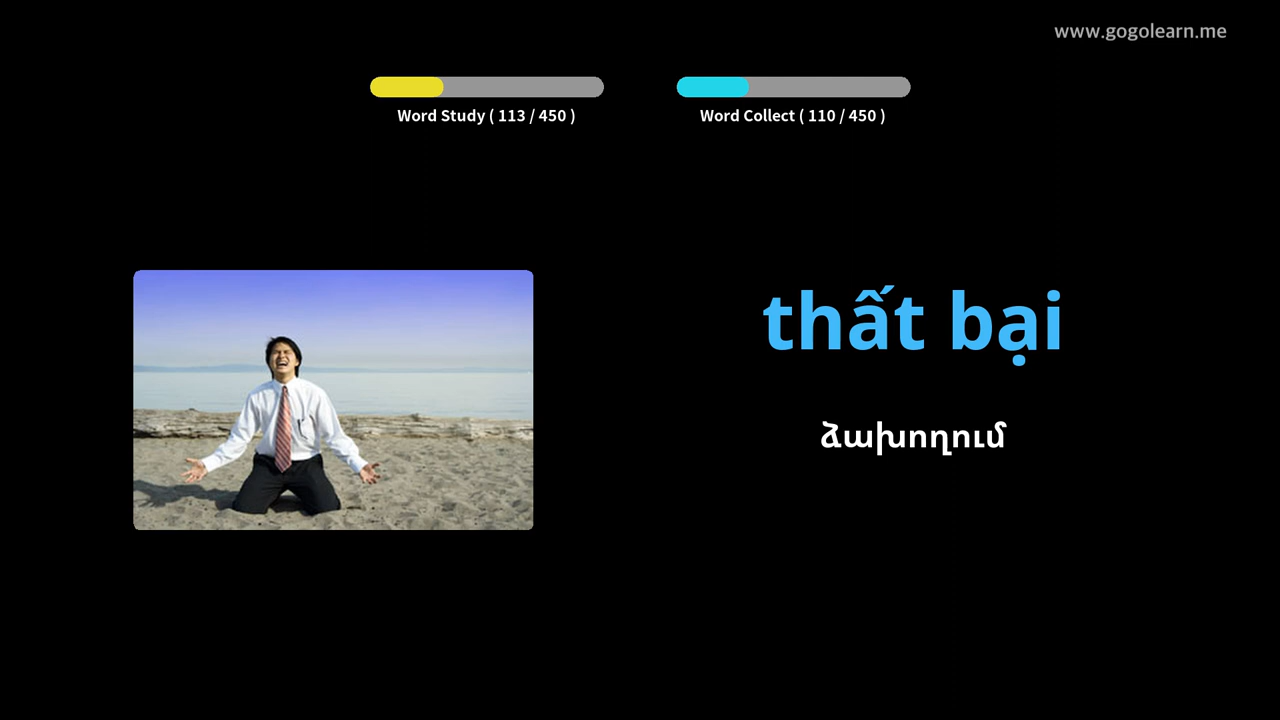 www.gogolearn.me
Word Study ( 113 / 450 )
Word Collect ( 110 / 450 )
thất bại
ձախողում